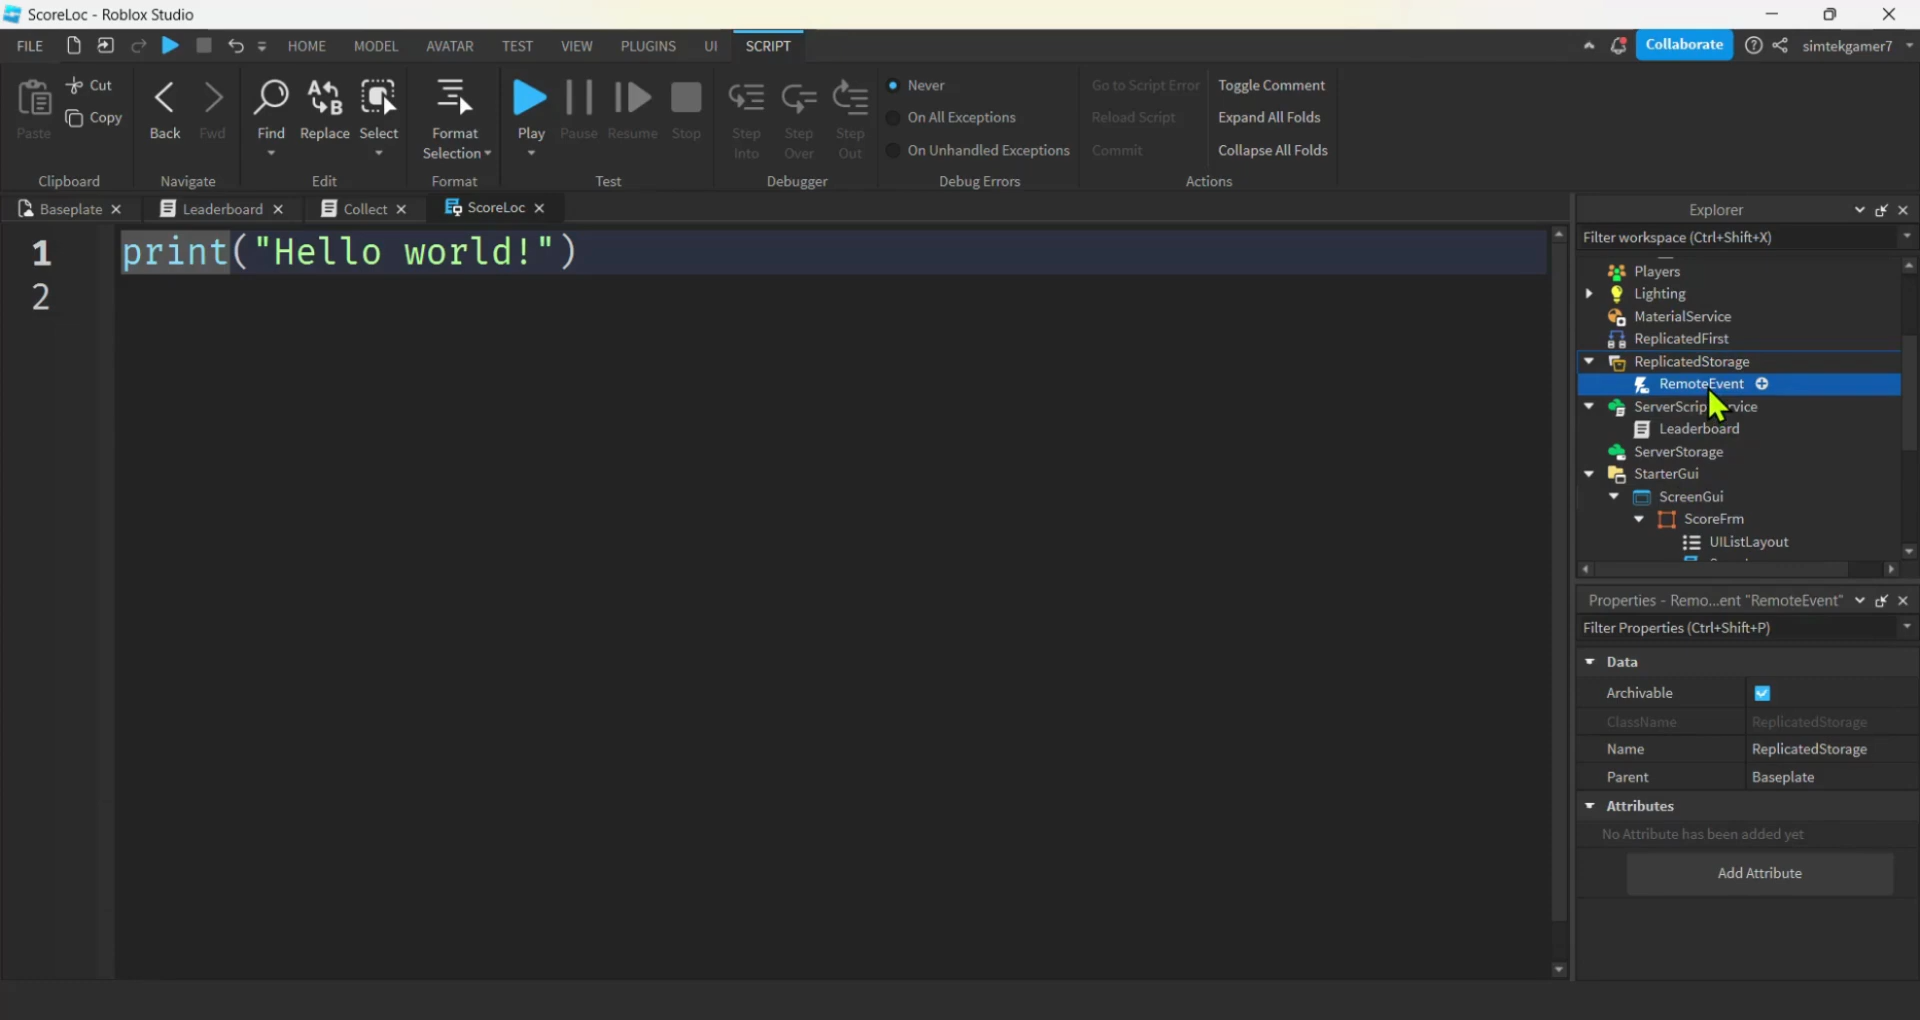 ScoreLoc - Roblox Studio
FILE HOME MODEL AVATAR TEST VIEW PLUGINS UI SCRIPT Collaborate simtekgamer7
Paste Cut Copy
Clipboard
Back Fwd
Navigate
Find Replace Select
Edit
Format Selection
Format
Play Pause Resume Stop
Test
Step Into Step Over Step Out
Debugger
Never
On All Exceptions
On Unhandled Exceptions
Debug Errors
Go to Script Error Toggle Comment
Reload Script Expand All Folds
Commit Collapse All Folds
Actions
Baseplate Leaderboard Collect ScoreLoc
1 print("Hello world!")
2
Explorer
Filter workspace (Ctrl+Shift+X)
Players
Lighting
MaterialService
ReplicatedFirst
ReplicatedStorage
RemoteEvent
Leaderboard
ServerStorage
StarterGui
ScreenGui
ScoreFrm
UIListLayout
Properties - Remo...ent "RemoteEvent"
Filter Properties (Ctrl+Shift+P)
Data
Archivable
ClassName ReplicatedStorage
Name ReplicatedStorage
Parent Baseplate
Attributes
No Attribute has been added yet
Add Attribute